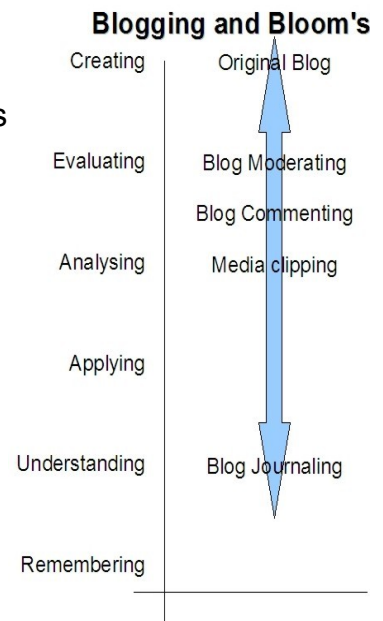 Blogging and Bloom's
Creating Original Blog
s
Evaluating Blog Moderating
Blog Commenting
Analysing Media clipping
Applying
Understanding Blog Journaling
Remembering